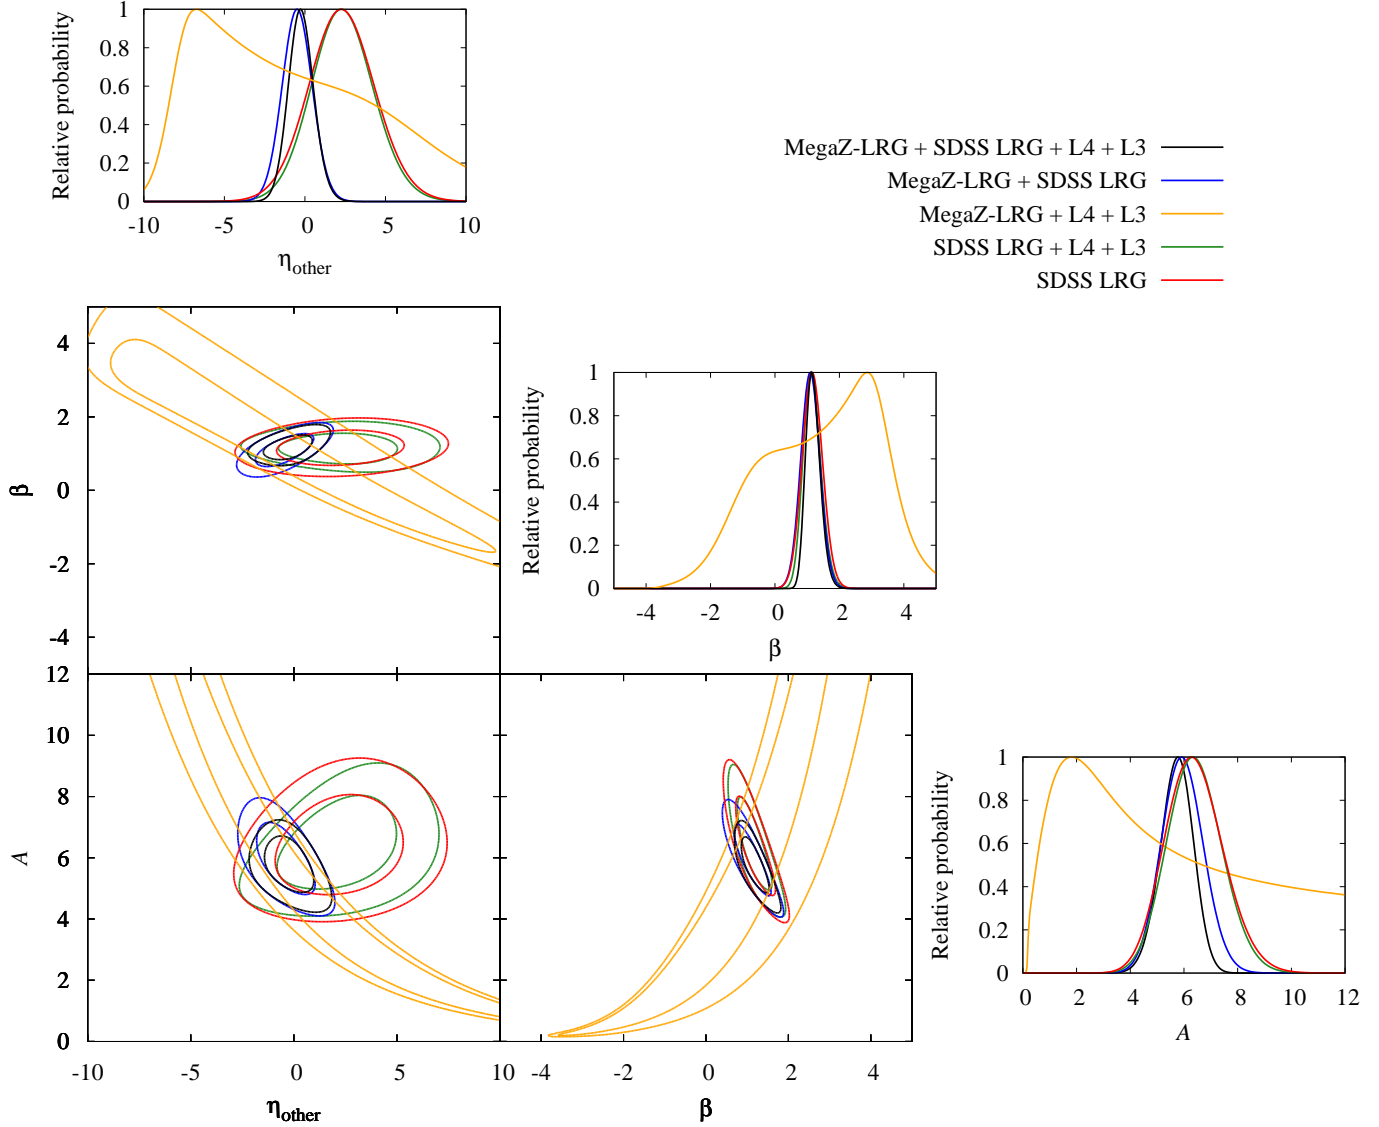 1
0.8
0.6
0.4
0.2
0
Relative probability
-10 -5 0 5 10
ηother
MegaZ-LRG + SDSS LRG + L4 + L3
MegaZ-LRG + SDSS LRG
MegaZ-LRG + L4 + L3
SDSS LRG + L4 + L3
SDSS LRG
4
2
0
-2
-4
β
1
0.8
0.6
0.4
0.2
0
Relative probability
-4 -2 0 2 4
β
12
10
8
6
4
2
0
A
-10 -5 0 5 10
ηother
-4 -2 0 2 4
β
1
0.8
0.6
0.4
0.2
0
Relative probability
0 2 4 6 8 10 12
A